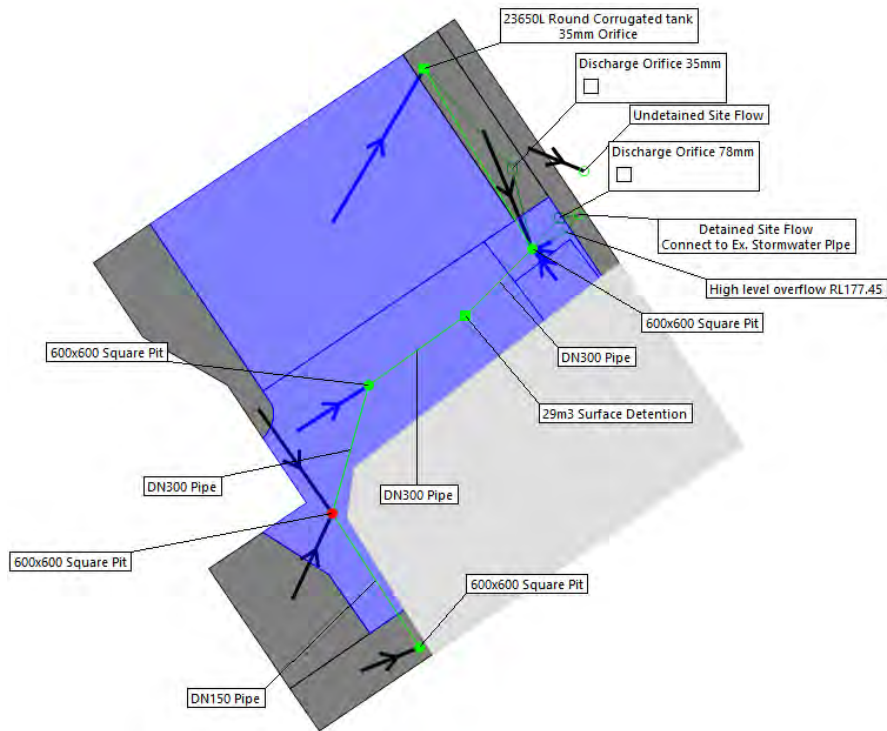 23650L Round Corrugated tank
35mm Orifice
Discharge Orifice 35mm
Undetained Site Flow
Discharge Orifice 78mm
Detained Site Flow
Connect to Ex. Stormwater PIpe
High level overflow RL177.45
600x600 Square Pit
600x600 Square Pit
DN300 Pipe
29m3 Surface Detention
DN300 Pipe
DN300 Pipe
600x600 Square Pit
600x600 Square Pit
DN150 Pipe